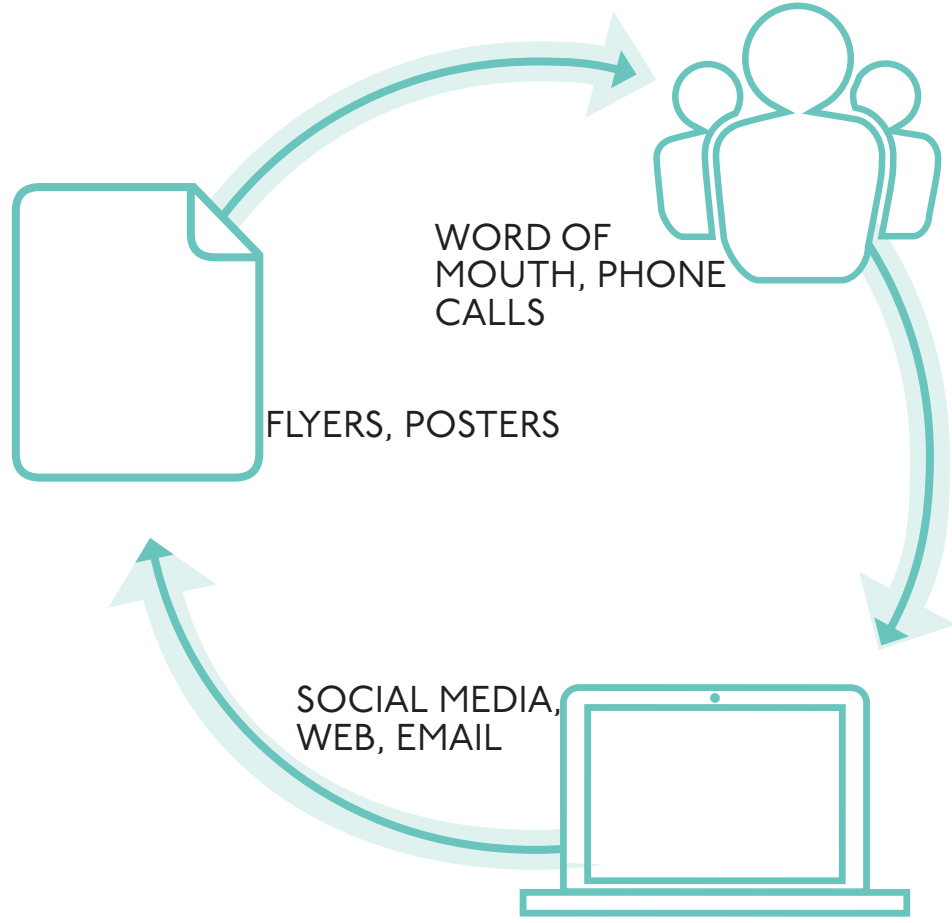 WORD OF
MOUTH, PHONE
CALLS
FLYERS, POSTERS
SOCIAL MEDIA,
WEB, EMAIL